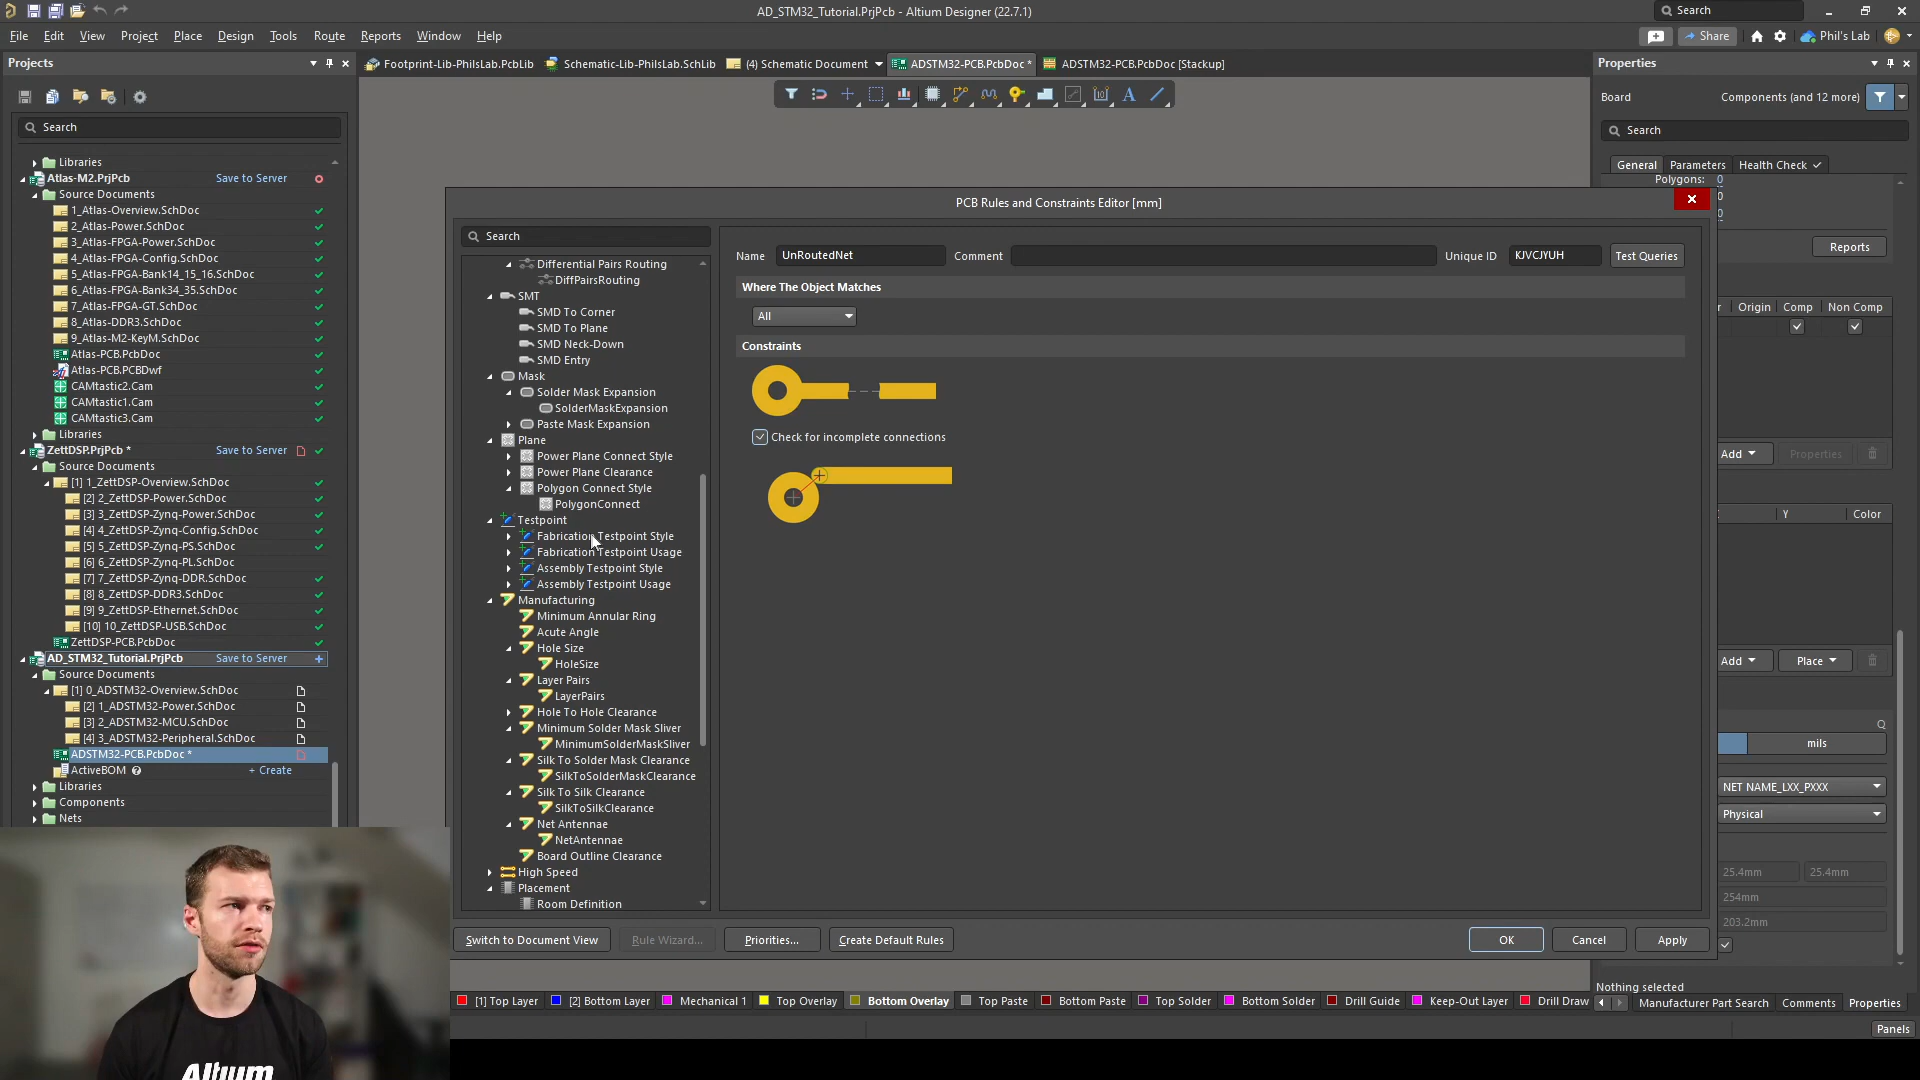 AD_STM32_Tutorial.PrjPcb - Altium Designer (22.7.1)
Search
File Edit View Project Place Design Tools Route Reports Window Help
Share
Phil's Lab
Projects
Footprint-Lib-PhilsLab.PcbLib
Schematic-Lib-PhilsLab.SchLib
(4) Schematic Document
ADSTM32-PCB.PcbDoc *
ADSTM32-PCB.PcbDoc [Stackup]
Properties
Board
Components (and 12 more)
Search
Search
General Parameters Health Check
Polygons: 0
0
0
Reports
Origin Comp Non Comp
Add Properties
Y Color
Add Place
mils
NET NAME_LXX_PXXX
Physical
25.4mm 25.4mm
254mm
203.2mm
Nothing selected
Manufacturer Part Search Comments Properties
Panels
Libraries
Atlas-M2.PrjPcb Save to Server
Source Documents
1_Atlas-Overview.SchDoc
2_Atlas-Power.SchDoc
3_Atlas-FPGA-Power.SchDoc
4_Atlas-FPGA-Config.SchDoc
5_Atlas-FPGA-Bank14_15_16.SchDoc
6_Atlas-FPGA-Bank34_35.SchDoc
7_Atlas-FPGA-GT.SchDoc
8_Atlas-DDR3.SchDoc
9_Atlas-M2-KeyM.SchDoc
Atlas-PCB.PcbDoc
Atlas-PCB.PCBDwf
CAMtastic2.Cam
CAMtastic1.Cam
CAMtastic3.Cam
Libraries
ZettDSP.PrjPcb * Save to Server
Source Documents
[1] 1_ZettDSP-Overview.SchDoc
[2] 2_ZettDSP-Power.SchDoc
[3] 3_ZettDSP-Zynq-Power.SchDoc
[4] 4_ZettDSP-Zynq-Config.SchDoc
[5] 5_ZettDSP-Zynq-PS.SchDoc
[6] 6_ZettDSP-Zynq-PL.SchDoc
[7] 7_ZettDSP-Zynq-DDR.SchDoc
[8] 8_ZettDSP-DDR3.SchDoc
[9] 9_ZettDSP-Ethernet.SchDoc
[10] 10_ZettDSP-USB.SchDoc
ZettDSP-PCB.PcbDoc
AD_STM32_Tutorial.PrjPcb Save to Server
Source Documents
[1] 0_ADSTM32-Overview.SchDoc
[2] 1_ADSTM32-Power.SchDoc
[3] 2_ADSTM32-MCU.SchDoc
[4] 3_ADSTM32-Peripheral.SchDoc
ADSTM32-PCB.PcbDoc *
ActiveBOM + Create
Libraries
Components
Nets
PCB Rules and Constraints Editor [mm]
Search
Differential Pairs Routing
DiffPairsRouting
SMT
SMD To Corner
SMD To Plane
SMD Neck-Down
SMD Entry
Mask
Solder Mask Expansion
SolderMaskExpansion
Paste Mask Expansion
Plane
Power Plane Connect Style
Power Plane Clearance
Polygon Connect Style
PolygonConnect
Testpoint
Fabrication Testpoint Style
Fabrication Testpoint Usage
Assembly Testpoint Style
Assembly Testpoint Usage
Manufacturing
Minimum Annular Ring
Acute Angle
Hole Size
HoleSize
Layer Pairs
LayerPairs
Hole To Hole Clearance
Minimum Solder Mask Sliver
MinimumSolderMaskSliver
Silk To Solder Mask Clearance
SilkToSolderMaskClearance
Silk To Silk Clearance
SilkToSilkClearance
Net Antennae
NetAntennae
Board Outline Clearance
High Speed
Placement
Room Definition
Name UnRoutedNet Comment Unique ID KJVCJYUH Test Queries
Where The Object Matches
All
Constraints
Check for incomplete connections
Switch to Document View Rule Wizard... Priorities... Create Default Rules OK Cancel Apply
[1] Top Layer [2] Bottom Layer Mechanical 1 Top Overlay Bottom Overlay Top Paste Bottom Paste Top Solder Bottom Solder Drill Guide Keep-Out Layer Drill Draw
Altium